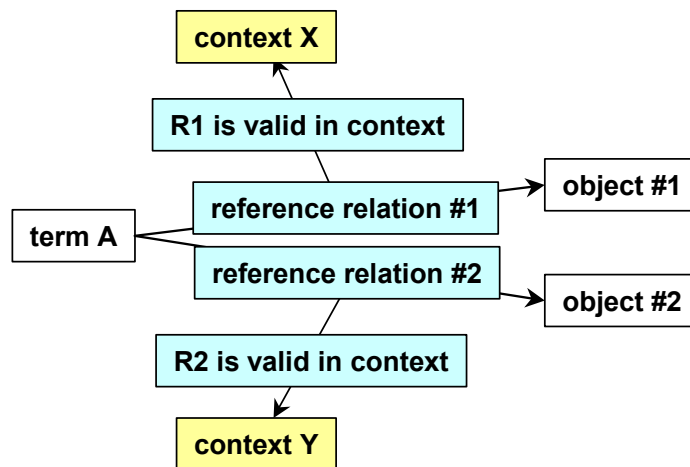 context X
R1 is valid in context
object #1
reference relation #1
term A
reference relation #2
object #2
R2 is valid in context
context Y